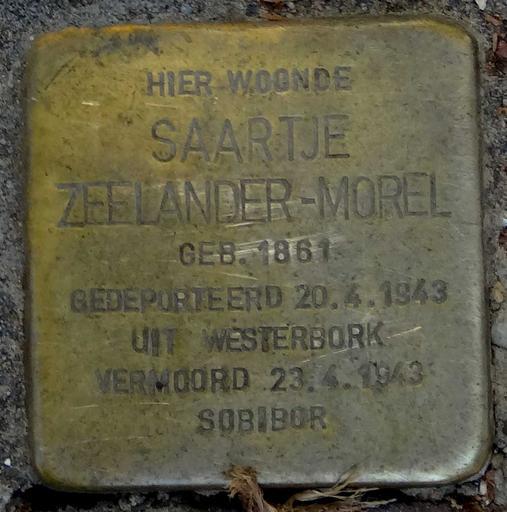 HIER WOONDE
SAARTJE
ZEELANDER-MOREL
GEB. 1861
GEDEPORTEERD 20.4.1943
UIT WESTERBORK
VERMOORD 23.4.1943
SOBIBOR